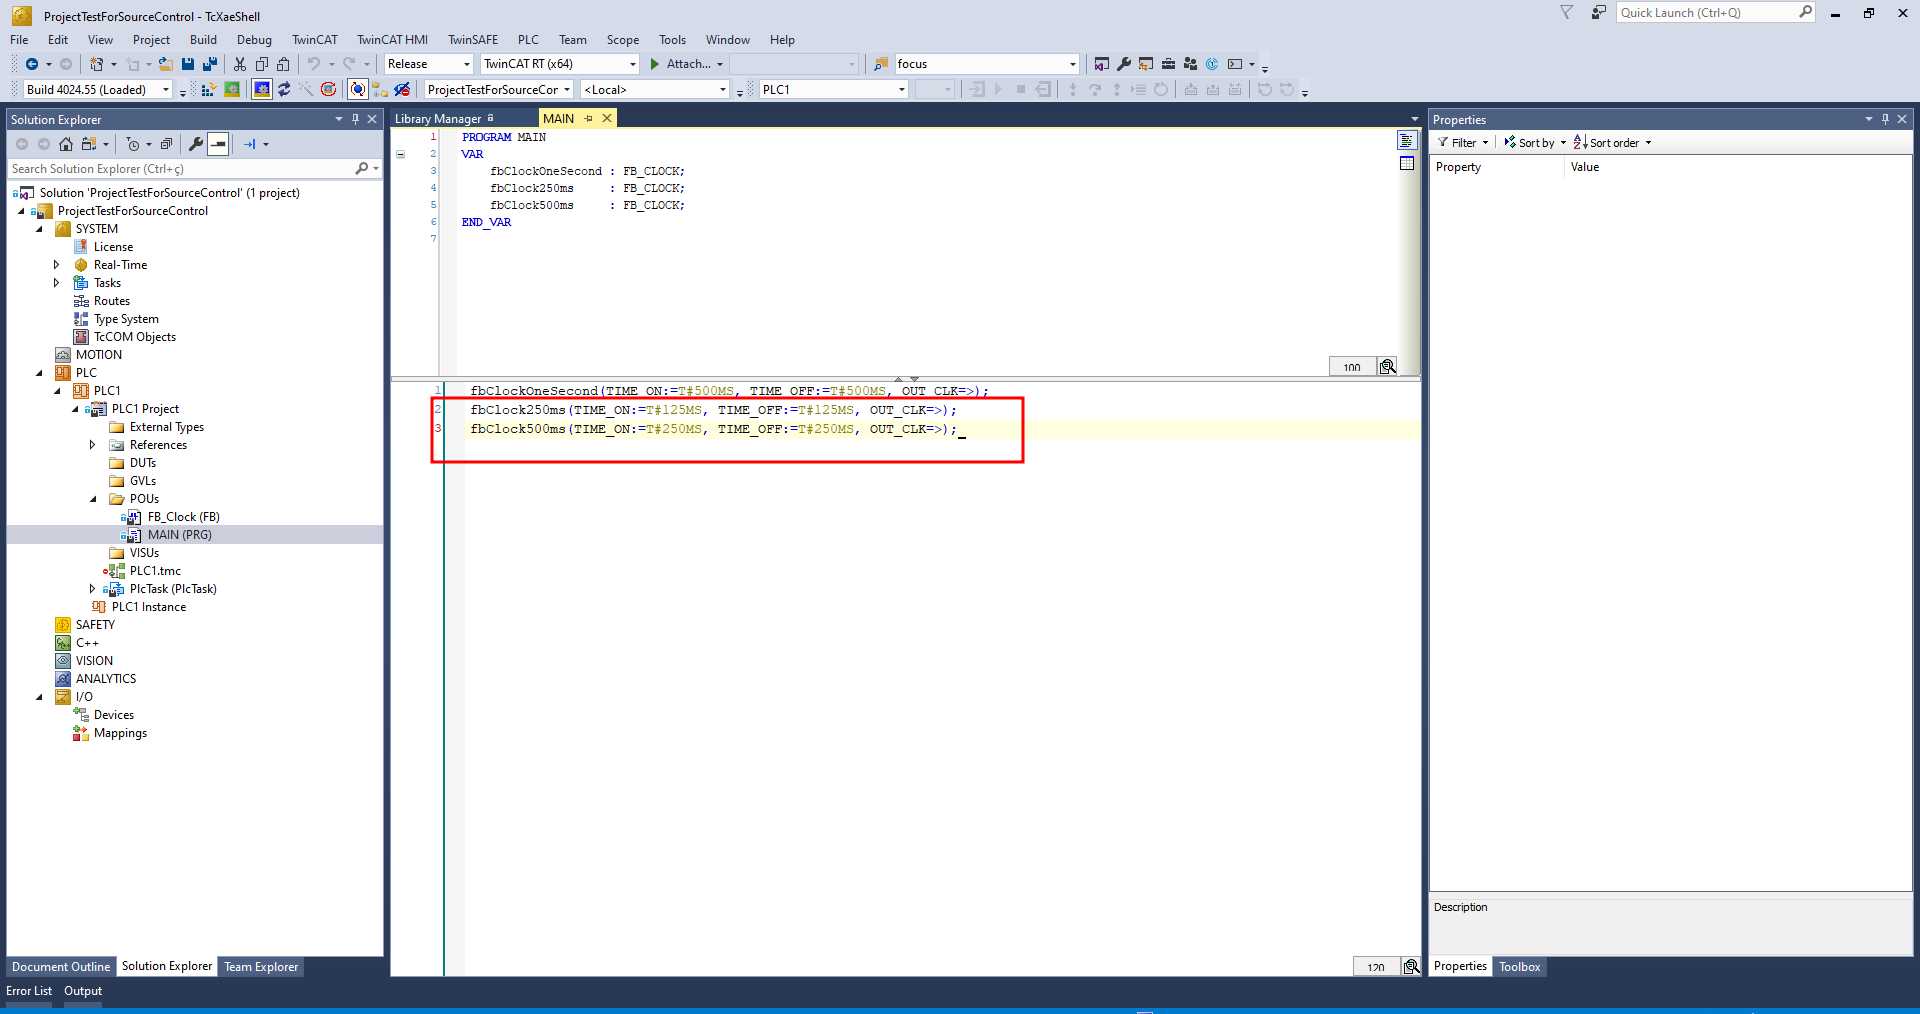 ProjectTestForSourceControl - TcXaeShell
Quick Launch (Ctrl+Q)
File Edit View Project Build Debug TwinCAT TwinCAT HMI TwinSAFE PLC Team Scope Tools Window Help
Release TwinCAT RT (x64) Attach... focus
Build 4024.55 (Loaded) ProjectTestForSourceCor <Local> PLC1
Solution Explorer
Search Solution Explorer (Ctrl+ç)
Solution 'ProjectTestForSourceControl' (1 project)
ProjectTestForSourceControl
SYSTEM
License
Real-Time
Tasks
Routes
Type System
TcCOM Objects
MOTION
PLC
PLC1
PLC1 Project
External Types
References
DUTs
GVLs
POUs
FB_Clock (FB)
MAIN (PRG)
VISUs
PLC1.tmc
PlcTask (PlcTask)
PLC1 Instance
SAFETY
C++
VISION
ANALYTICS
I/O
Devices
Mappings
Document Outline Solution Explorer Team Explorer
Error List Output
Library Manager MAIN
1 PROGRAM MAIN
2 VAR
3 fbClockOneSecond : FB_CLOCK;
4 fbClock250ms : FB_CLOCK;
5 fbClock500ms : FB_CLOCK;
6 END_VAR
7
100
1 fbClockOneSecond(TIME_ON:=T#500MS, TIME_OFF:=T#500MS, OUT_CLK=>);
2 fbClock250ms(TIME_ON:=T#125MS, TIME_OFF:=T#125MS, OUT_CLK=>);
3 fbClock500ms(TIME_ON:=T#250MS, TIME_OFF:=T#250MS, OUT_CLK=>);
120
Properties
Filter Sort by Sort order
Property Value
Description
Properties Toolbox